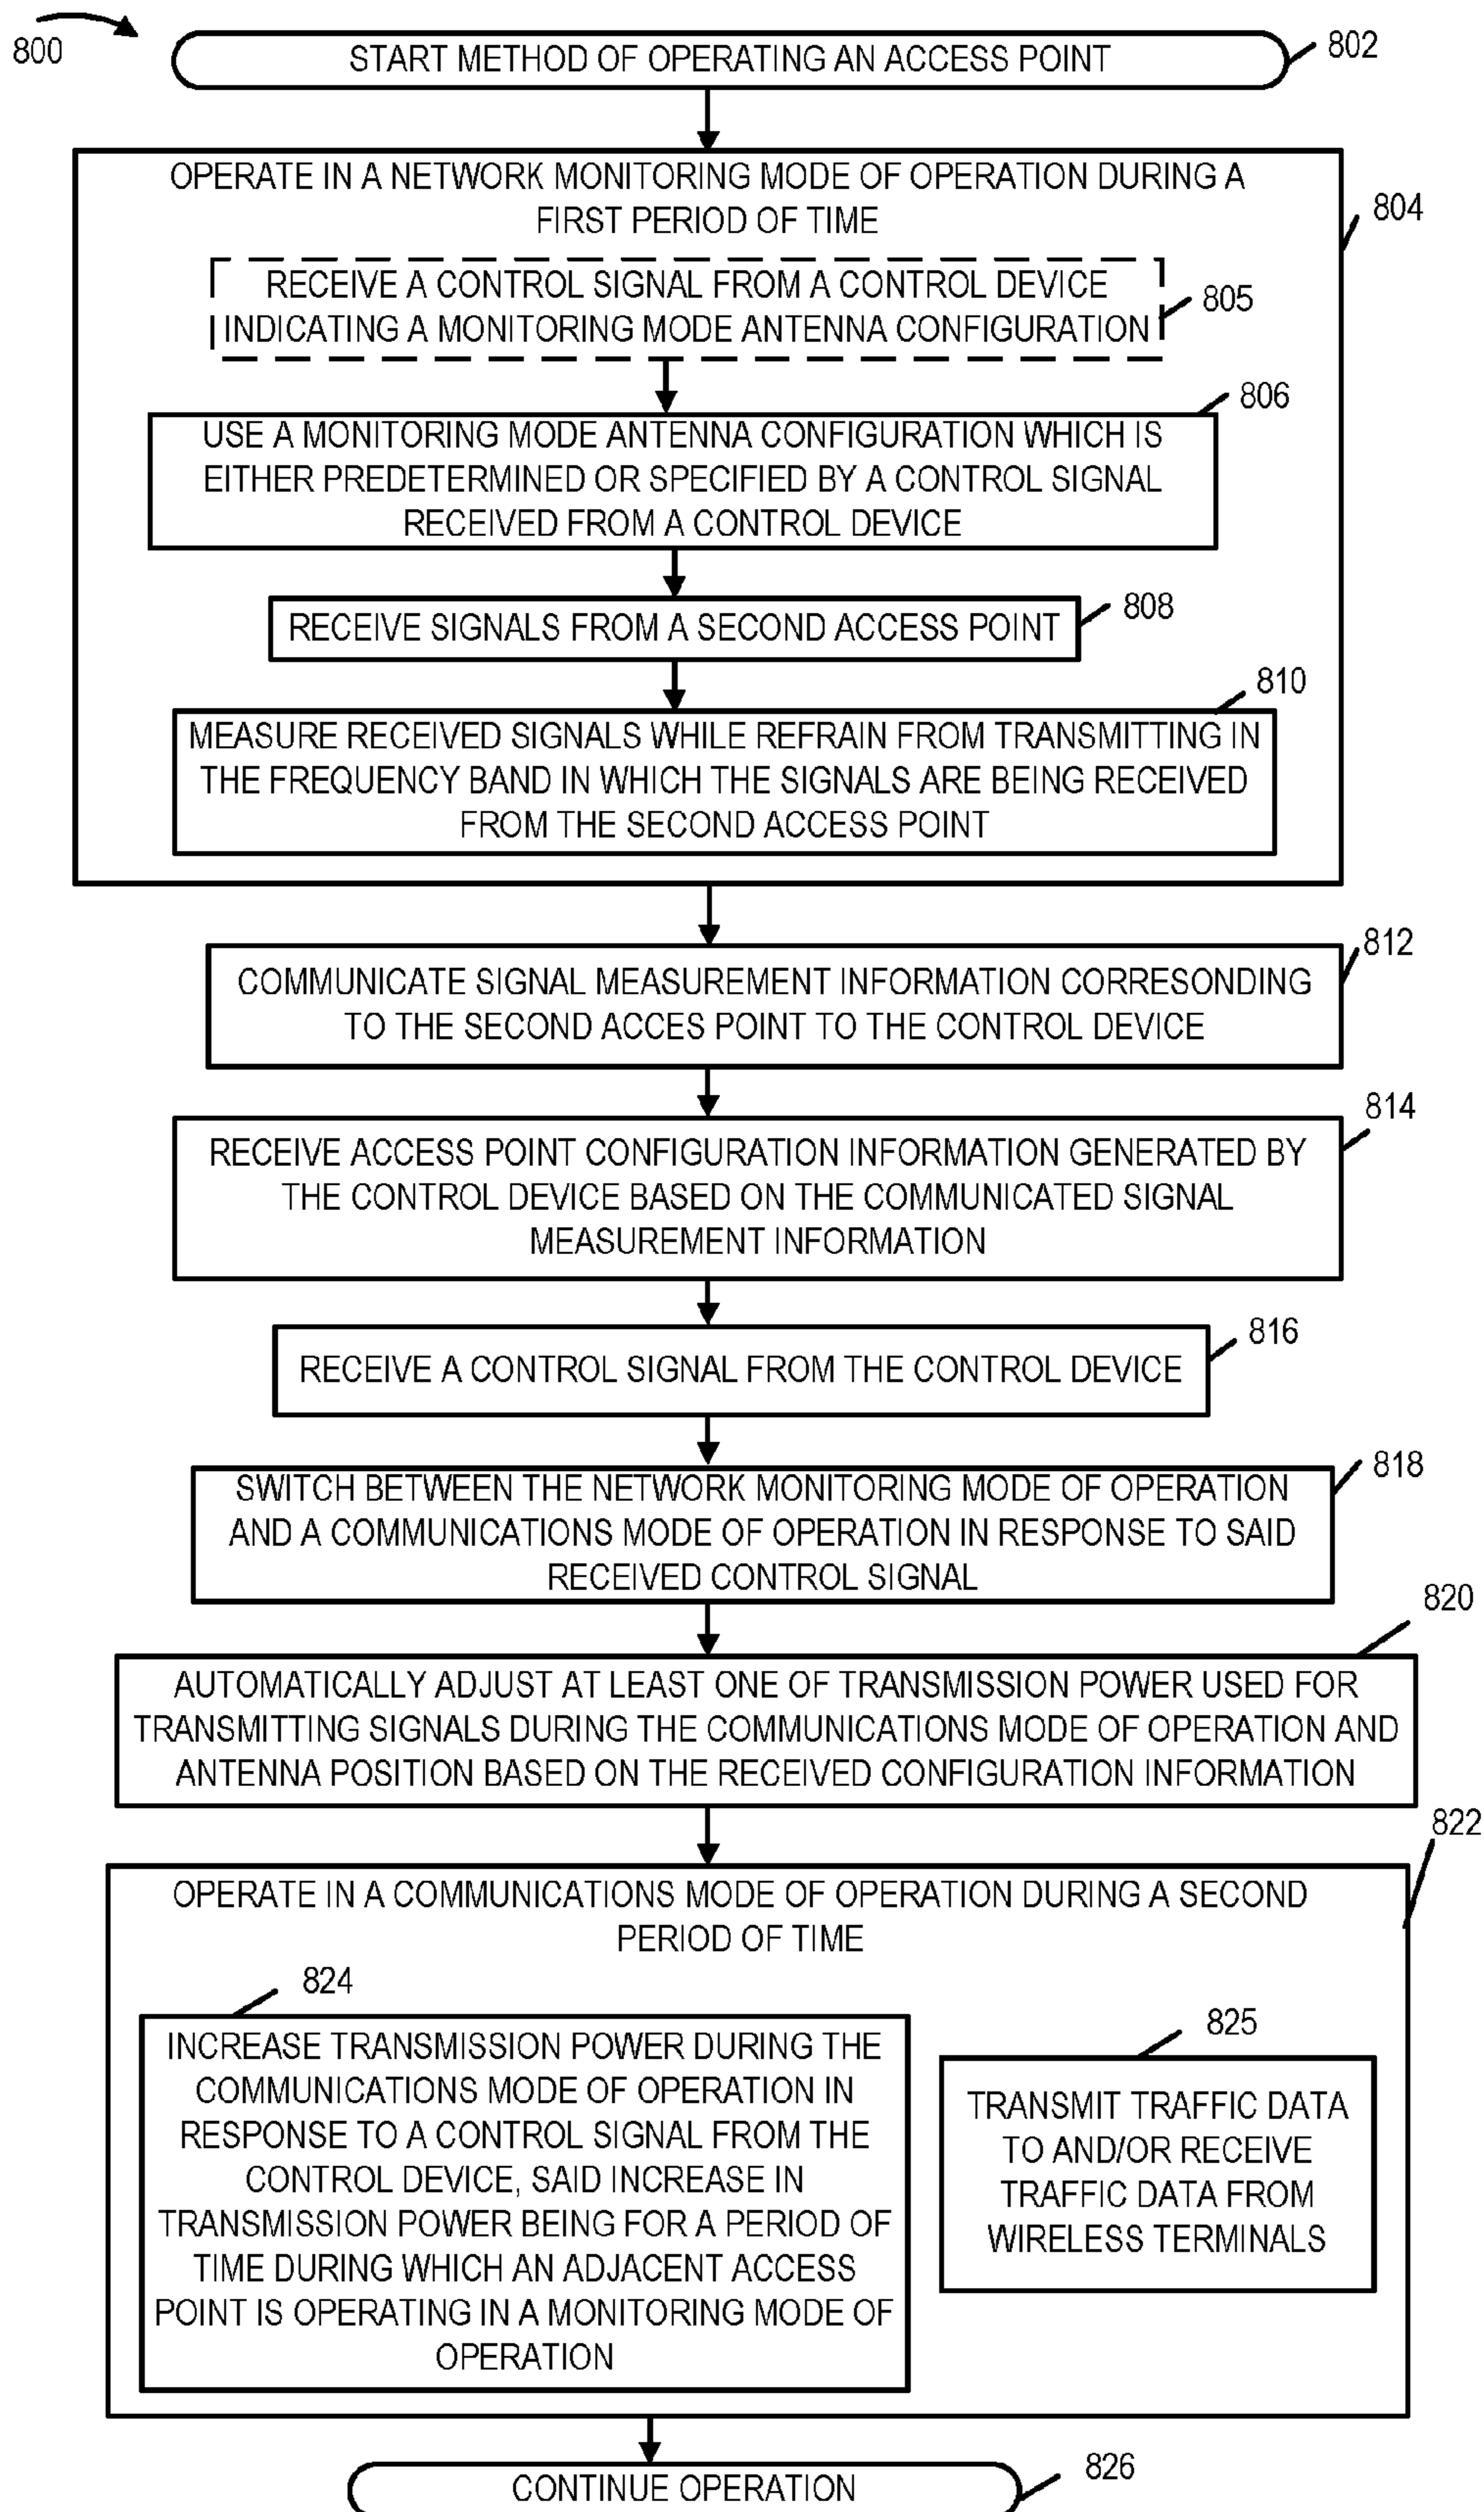 800
START METHOD OF OPERATING AN ACCESS POINT
802
OPERATE IN A NETWORK MONITORING MODE OF OPERATION DURING A
FIRST PERIOD OF TIME
804
RECEIVE A CONTROL SIGNAL FROM A CONTROL DEVICE
INDICATING A MONITORING MODE ANTENNA CONFIGURATION
805
806
USE A MONITORING MODE ANTENNA CONFIGURATION WHICH IS
EITHER PREDETERMINED OR SPECIFIED BY A CONTROL SIGNAL
RECEIVED FROM A CONTROL DEVICE
RECEIVE SIGNALS FROM A SECOND ACCESS POINT
808
810
MEASURE RECEIVED SIGNALS WHILE REFRAIN FROM TRANSMITTING IN
THE FREQUENCY BAND IN WHICH THE SIGNALS ARE BEING RECEIVED
FROM THE SECOND ACCESS POINT
812
COMMUNICATE SIGNAL MEASUREMENT INFORMATION CORRESONDING
TO THE SECOND ACCES POINT TO THE CONTROL DEVICE
814
RECEIVE ACCESS POINT CONFIGURATION INFORMATION GENERATED BY
THE CONTROL DEVICE BASED ON THE COMMUNICATED SIGNAL
MEASUREMENT INFORMATION
816
RECEIVE A CONTROL SIGNAL FROM THE CONTROL DEVICE
818
SWITCH BETWEEN THE NETWORK MONITORING MODE OF OPERATION
AND A COMMUNICATIONS MODE OF OPERATION IN RESPONSE TO SAID
RECEIVED CONTROL SIGNAL
820
AUTOMATICALLY ADJUST AT LEAST ONE OF TRANSMISSION POWER USED FOR
TRANSMITTING SIGNALS DURING THE COMMUNICATIONS MODE OF OPERATION AND
ANTENNA POSITION BASED ON THE RECEIVED CONFIGURATION INFORMATION
822
OPERATE IN A COMMUNICATIONS MODE OF OPERATION DURING A SECOND
PERIOD OF TIME
824
INCREASE TRANSMISSION POWER DURING THE
COMMUNICATIONS MODE OF OPERATION IN
RESPONSE TO A CONTROL SIGNAL FROM THE
CONTROL DEVICE, SAID INCREASE IN
TRANSMISSION POWER BEING FOR A PERIOD OF
TIME DURING WHICH AN ADJACENT ACCESS
POINT IS OPERATING IN A MONITORING MODE OF
OPERATION
825
TRANSMIT TRAFFIC DATA
TO AND/OR RECEIVE
TRAFFIC DATA FROM
WIRELESS TERMINALS
CONTINUE OPERATION
826